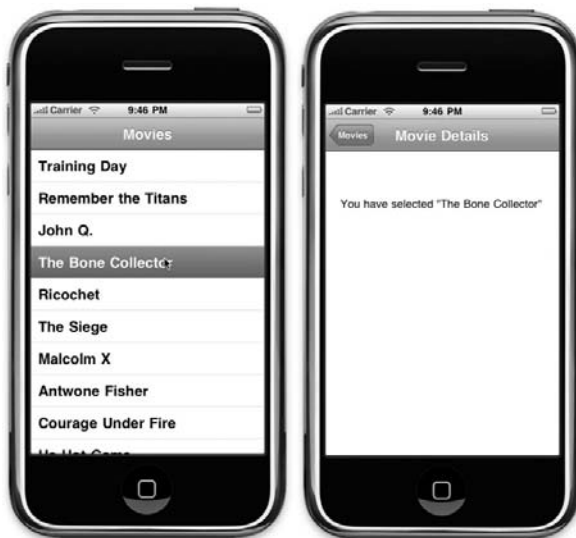 Carrier 9:46 PM
Movies
Training Day
Remember the Titans
John Q.
The Bone Collector
Ricochet
The Siege
Malcolm X
Antwone Fisher
Courage Under Fire
Carrier 9:46 PM
Movies Movie Details
You have selected "The Bone Collector"